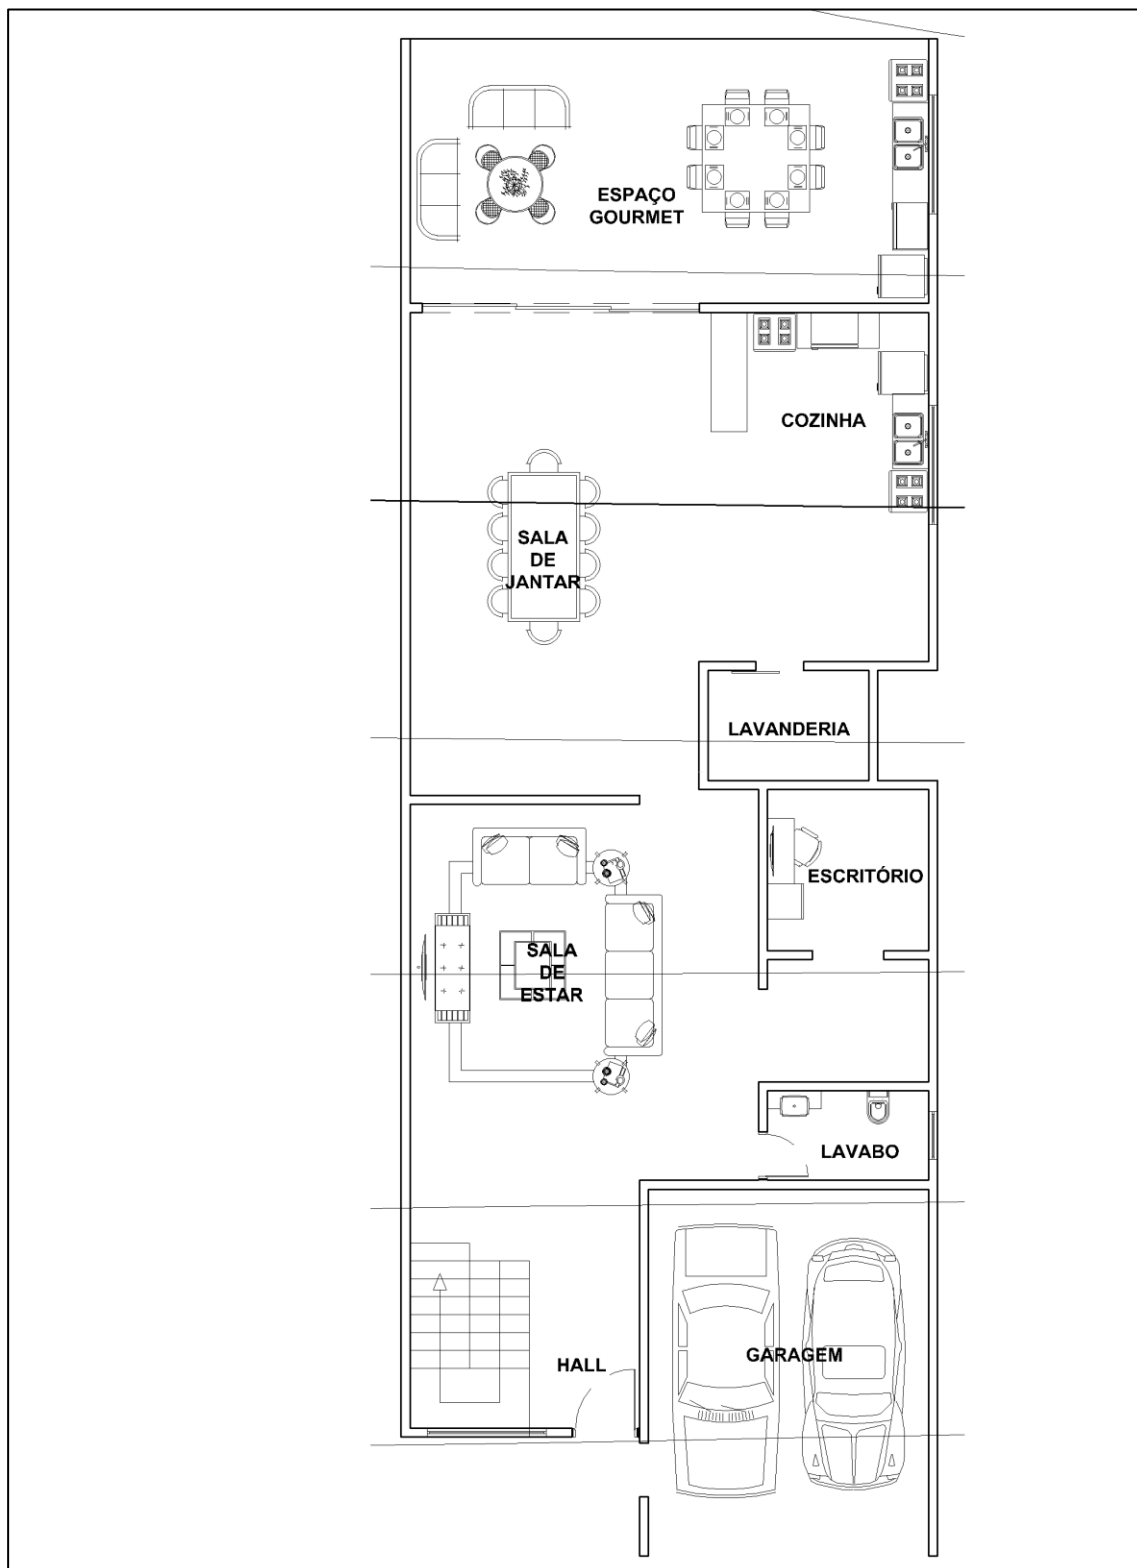 ESPAÇO
GOURMET
COZINHA
SALA
DE
JANTAR
LAVANDERIA
ESCRITÓRIO
SALA
DE
ESTAR
LAVABO
HALL
GARAGEM